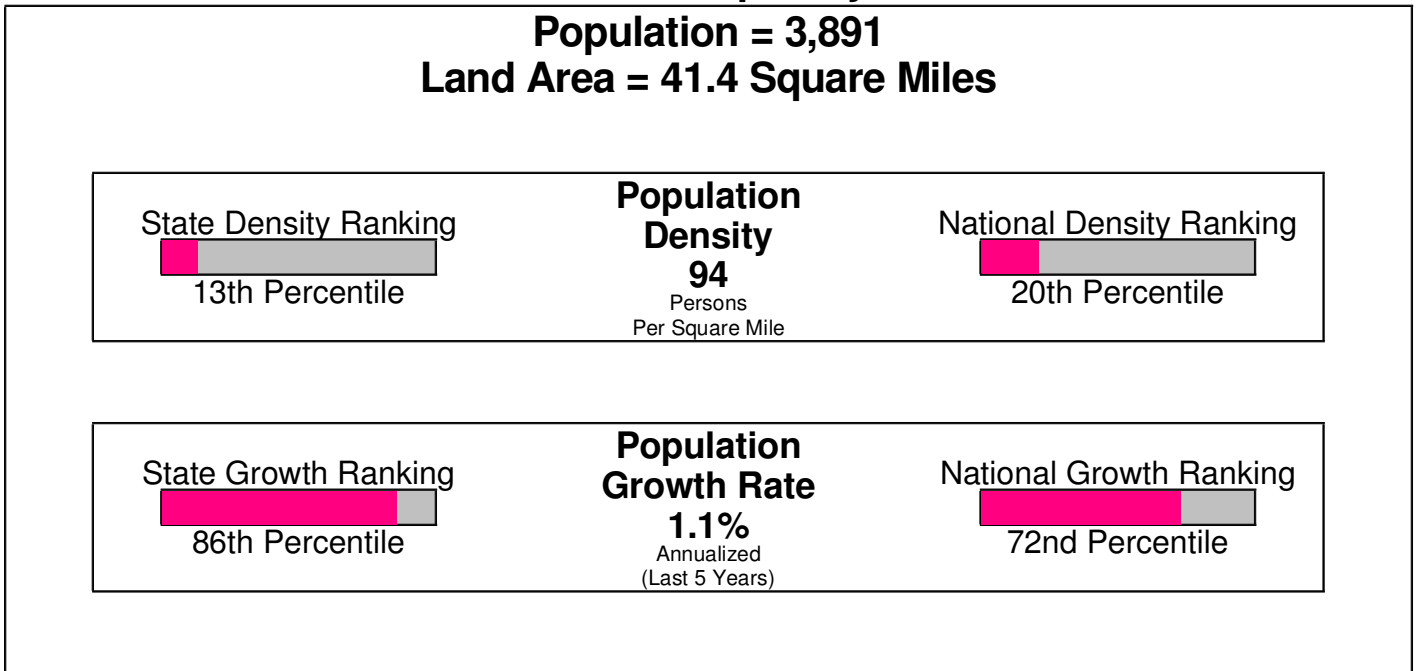 Population = 3,891
Land Area = 41.4 Square Miles
Population
Density
94
Persons
Per Square Mile
State Density Ranking
13th Percentile
National Density Ranking
20th Percentile
Population
Growth Rate
1.1%
Annualized
(Last 5 Years)
State Growth Ranking
86th Percentile
National Growth Ranking
72nd Percentile